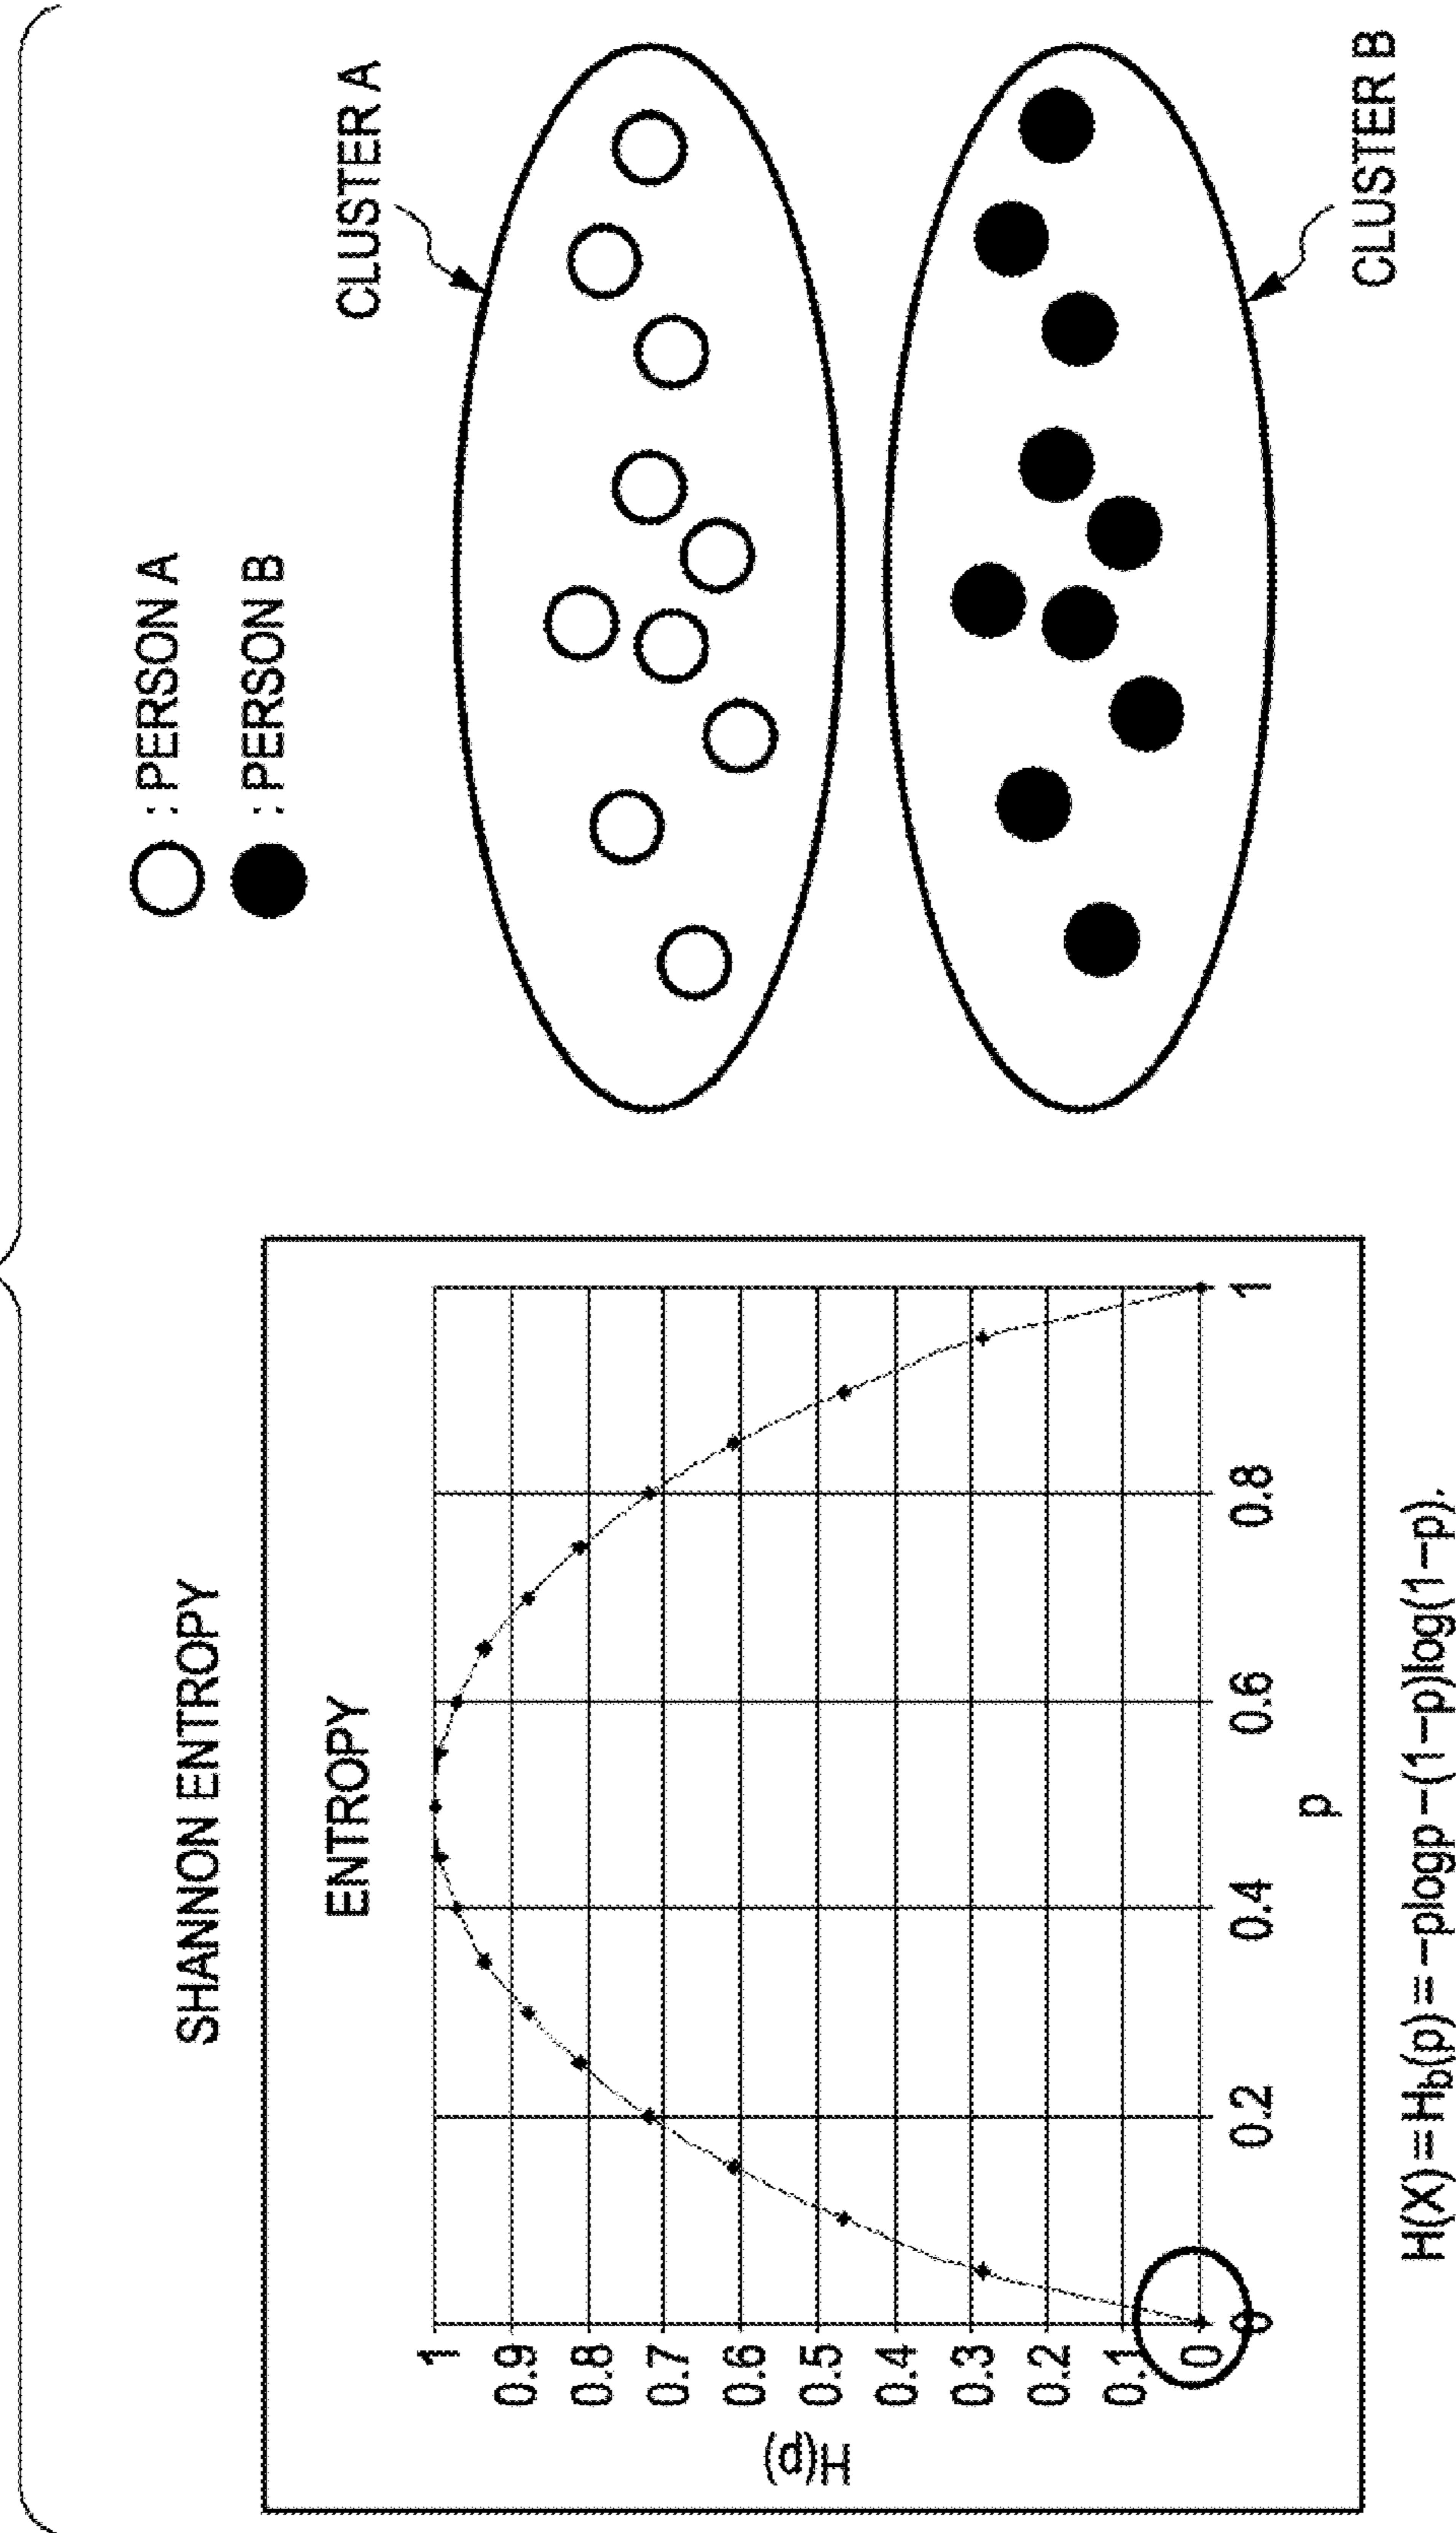 SHANNON ENTROPY
ENTROPY
H(p)
1
0.9
0.8
0.7
0.6
0.5
0.4
0.3
0.2
0.1
0
0 0.2 0.4 0.6 0.8 1
p
H(X)=Hb(p)=-plogp-(1-p)log(1-p).
: PERSON A
: PERSON B
CLUSTER A
CLUSTER B